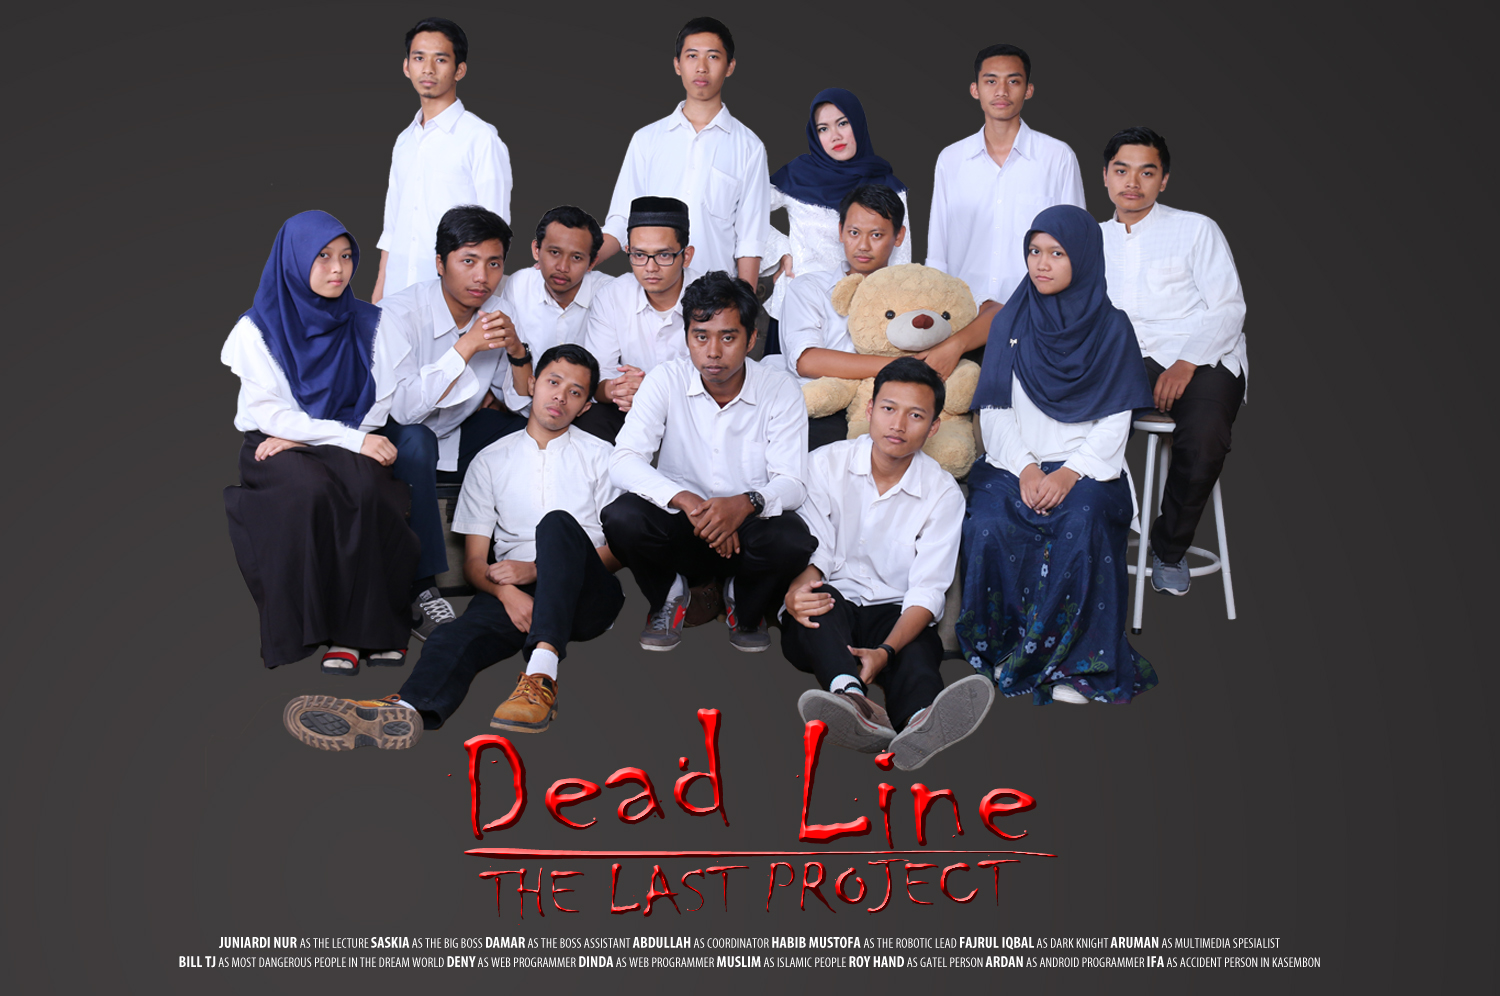 Dead Line
THE LAST PROJECT
JUNIARDI NUR AS THE LECTURE SASKIA AS THE BIG BOSS DAMAR AS THE BOSS ASSISTANT ABDULLAH AS COORDINATOR HABIB MUSTOFA AS THE ROBOTIC LEAD FAJRUL IQBAL AS DARK KNIGHT ARUMAN AS MULTIMEDIA SPESIALIST
BILL TJ AS MOST DANGEROUS PEOPLE IN THE DREAM WORLD DENY AS WEB PROGRAMMER DINDA AS WEB PROGRAMMER MUSLIM AS ISLAMIC PEOPLE ROY HAND AS GATEL PERSON ARDAN AS ANDROID PROGRAMMER IFA AS ACCIDENT PERSON IN KASEMBON